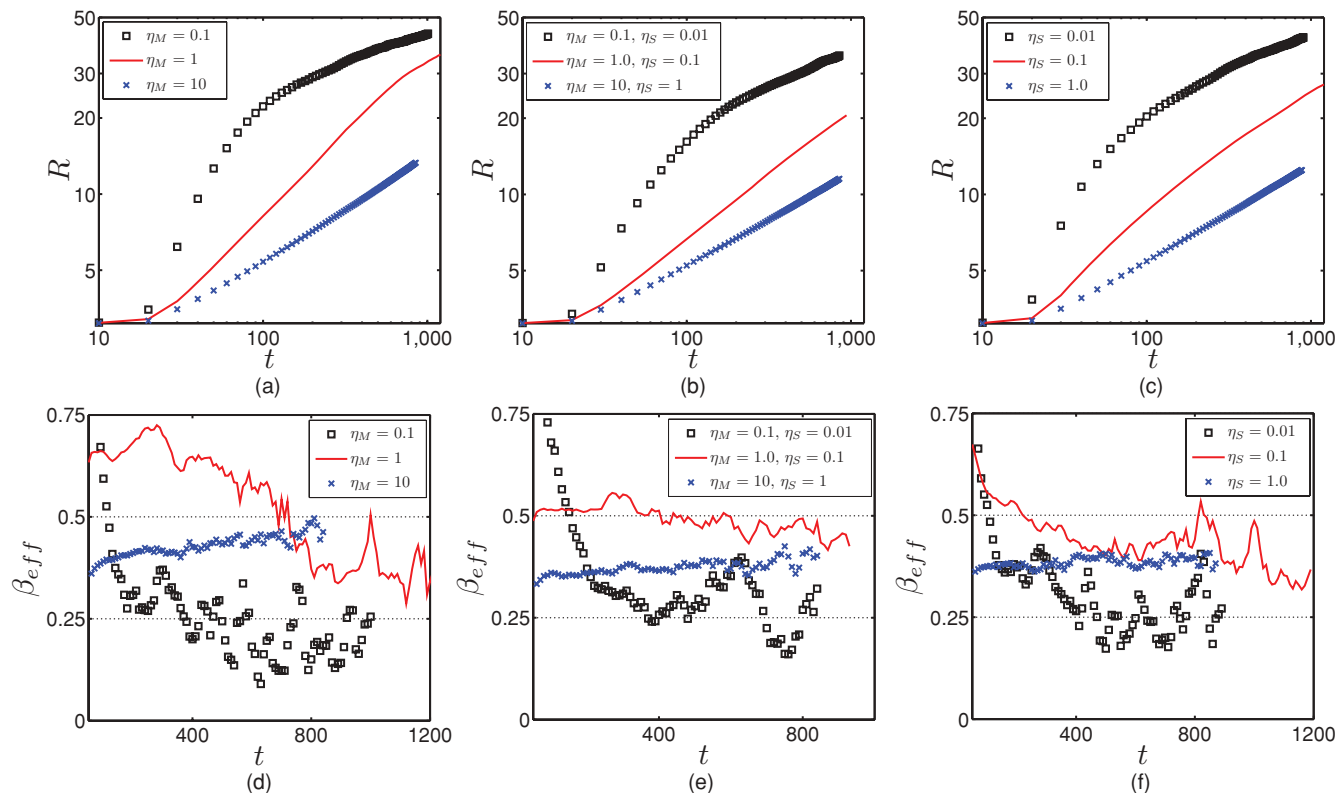 50
30
20
10
5
R
η_M = 0.1
η_M = 1
η_M = 10
10 100 1,000
t
(a)
50
30
20
10
5
R
η_M = 0.1, η_S = 0.01
η_M = 1.0, η_S = 0.1
η_M = 10, η_S = 1
10 100 1,000
t
(b)
50
30
20
10
5
R
η_S = 0.01
η_S = 0.1
η_S = 1.0
10 100 1,000
t
(c)
0.75
0.5
0.25
0
β_eff
η_M = 0.1
η_M = 1
η_M = 10
400 800 1200
t
(d)
0.75
0.5
0.25
0
β_eff
η_M = 0.1, η_S = 0.01
η_M = 1.0, η_S = 0.1
η_M = 10, η_S = 1
400 800
t
(e)
0.75
0.5
0.25
0
β_eff
η_S = 0.01
η_S = 0.1
η_S = 1.0
400 800 1200
t
(f)